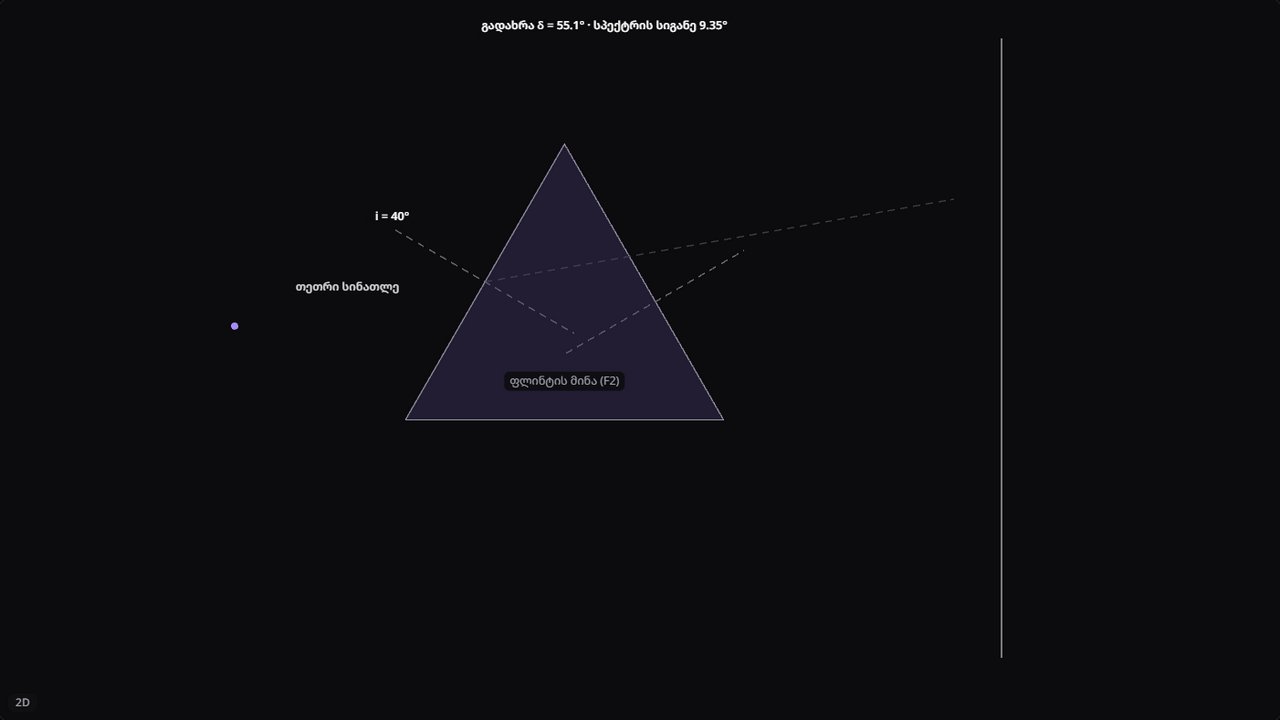 გადახრა δ = 55.1° · სპექტრის სიგანე 9.35°
i = 40°
თეთრი სინათლე
ფლინტის მინა (F2)
2D